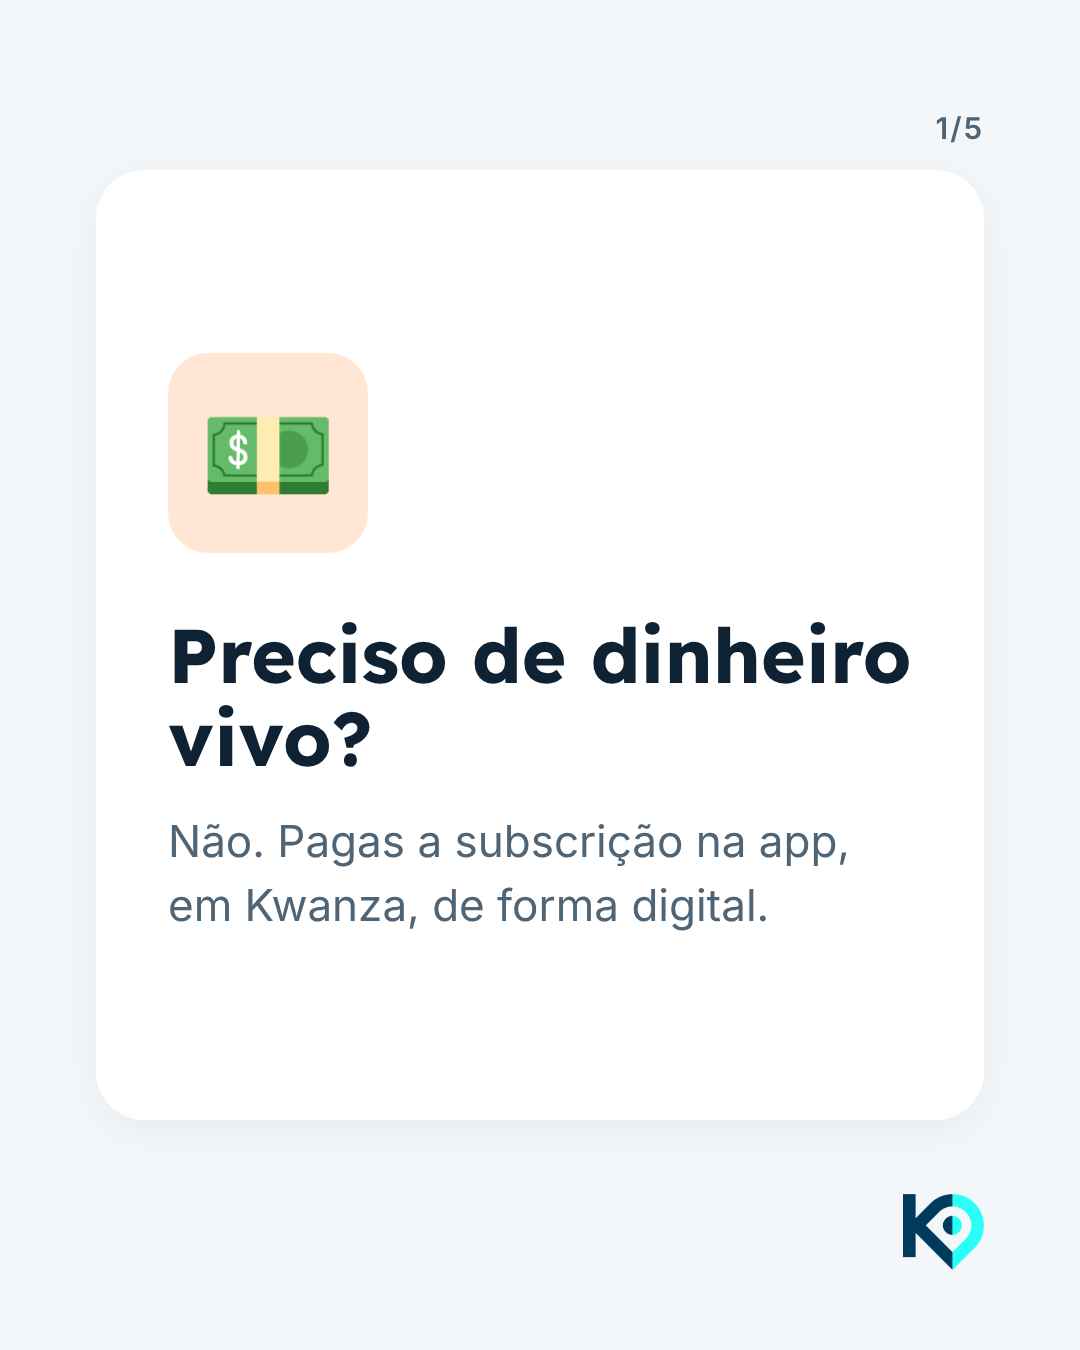 1/5
$
Preciso de dinheiro
vivo?
Não. Pagas a subscrição na app,
em Kwanza, de forma digital.